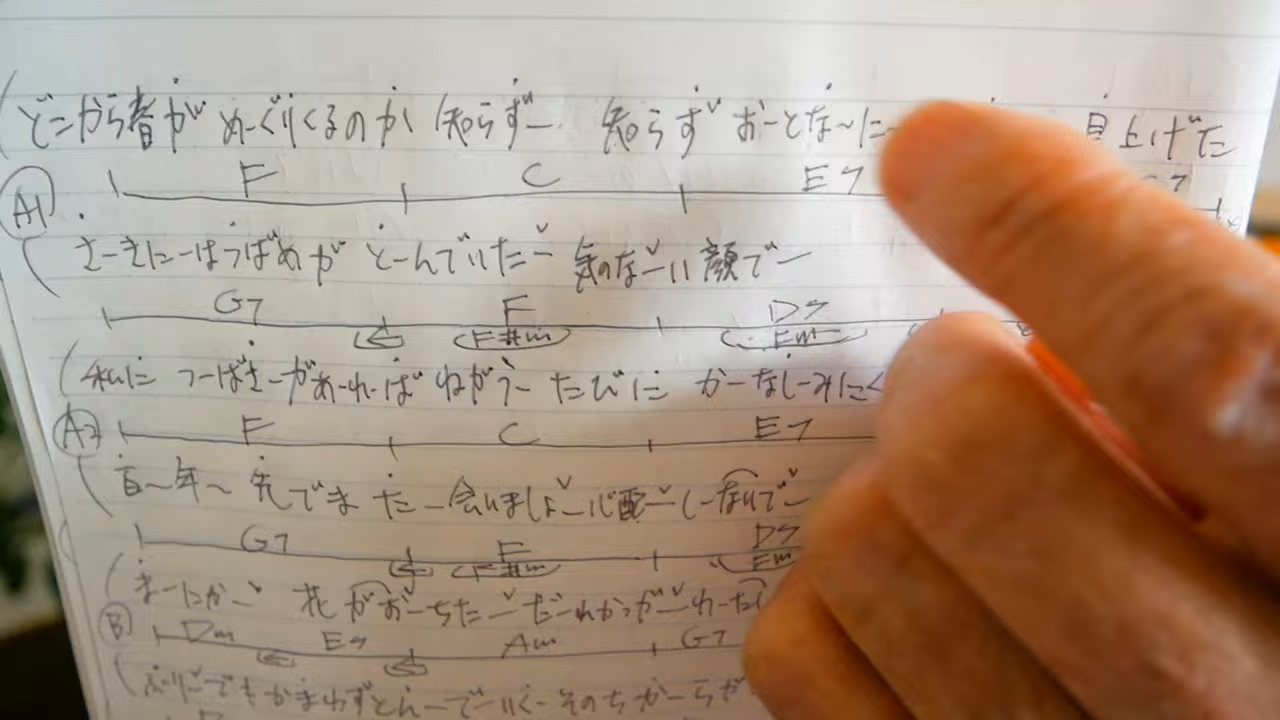 どこから春が めーぐりくるのか 知らずー 知らず おーとな〜に 見上げた
F C E7 G7
A1
さーきにーはつばめが とーんでいたー 気のなーい顔でー
G7 F D7
F#m Em
私に つーばさーがあーれーば ねがうー たびに かーなしーみにく
A2
F C E7
百〜年〜先でま たー会いましょー心配ーしーないでー
G7 F D7
F#m Em
まーにかー 花がおーちたー だーれかっがーわーたし
B
Dm E7 Am G7
ふーりーでもかまわずとんーでーいくーそのちかーらが